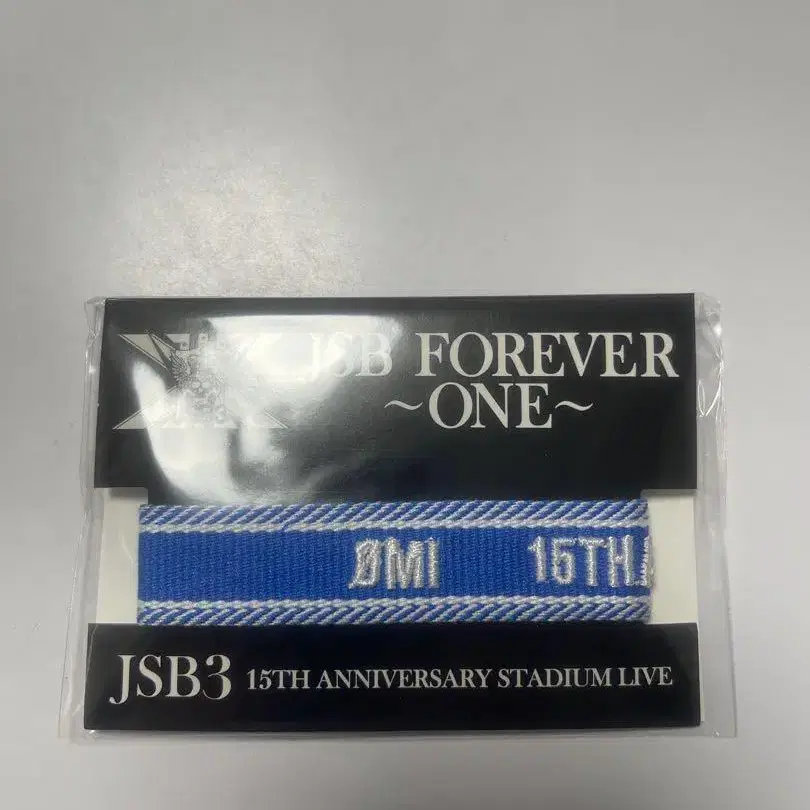 JSB FOREVER
~ONE~
ØMI 15TH
JSB3 15TH ANNIVERSARY STADIUM LIVE